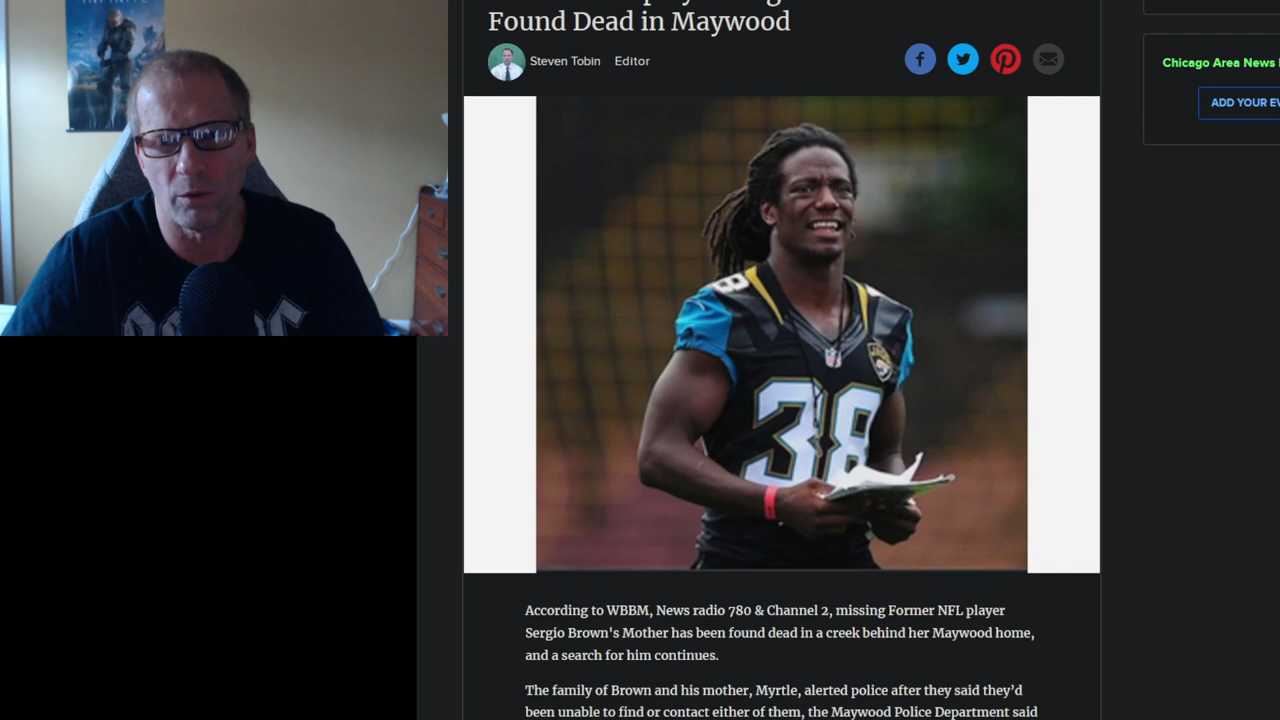 INFINITE
Found Dead in Maywood
Steven Tobin Editor
Chicago Area News
ADD YOUR
38
JAGS
According to WBBM, News radio 780 & Channel 2, missing Former NFL player
Sergio Brown's Mother has been found dead in a creek behind her Maywood home,
and a search for him continues.
The family of Brown and his mother, Myrtle, alerted police after they said they'd
been unable to find or contact either of them, the Maywood Police Department said